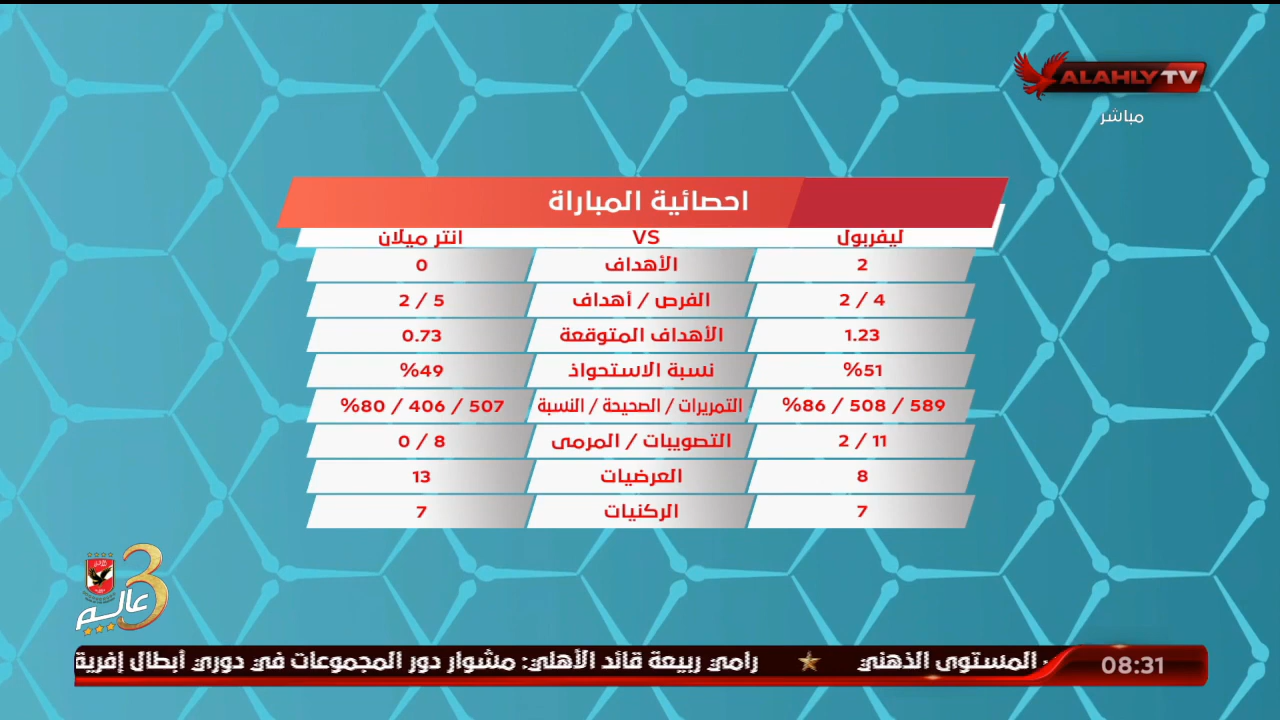 ALAHLY TV
مباشر
احصائية المباراة
ليفربول VS انتر ميلان
2 الأهداف 0
2 / 4 الفرص / أهداف 2 / 5
1.23 الأهداف المتوقعة 0.73
%51 نسبة الاستحواذ %49
%86 / 508 / 589 التمريرات / الصحيحة / النسبة %80 / 406 / 507
2 / 11 التصويبات / المرمى 0 / 8
8 العرضيات 13
7 الركنيات 7
3 عالم
08:31 المستوى الذهني رامي ربيعة قائد الأهلي: مشوار دور المجموعات في دوري أبطال